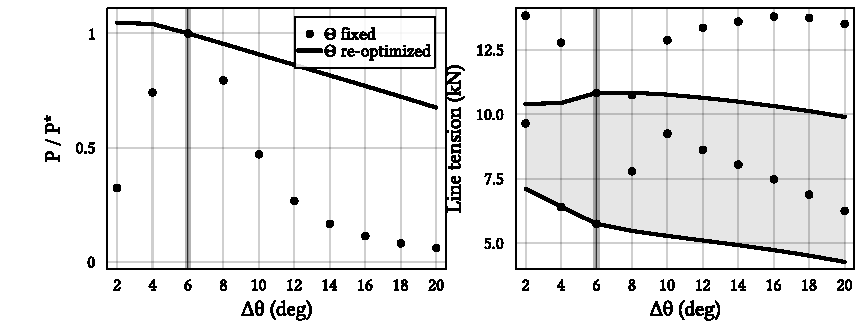 P / P*
1
0.5
0
2 4 6 8 10 12 14 16 18 20
Δθ (deg)
Θ fixed
Θ re-optimized
Line tension (kN)
12.5
10.0
7.5
5.0
2 4 6 8 10 12 14 16 18 20
Δθ (deg)